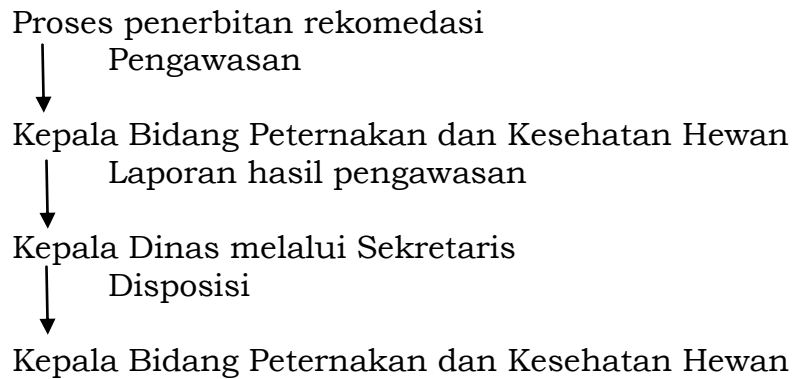 Proses penerbitan rekomedasi
Pengawasan
Kepala Bidang Peternakan dan Kesehatan Hewan
Laporan hasil pengawasan
Kepala Dinas melalui Sekretaris
Disposisi
Kepala Bidang Peternakan dan Kesehatan Hewan